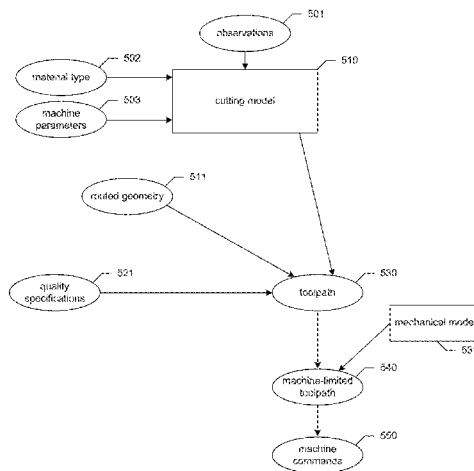 501
observations
502
510
material type
503
cutting model
machine
parameters
511
routed geometry
521
530
quality
specifications
toolpath
mechanical model
531
540
machine-limited
toolpath
550
machine
commands